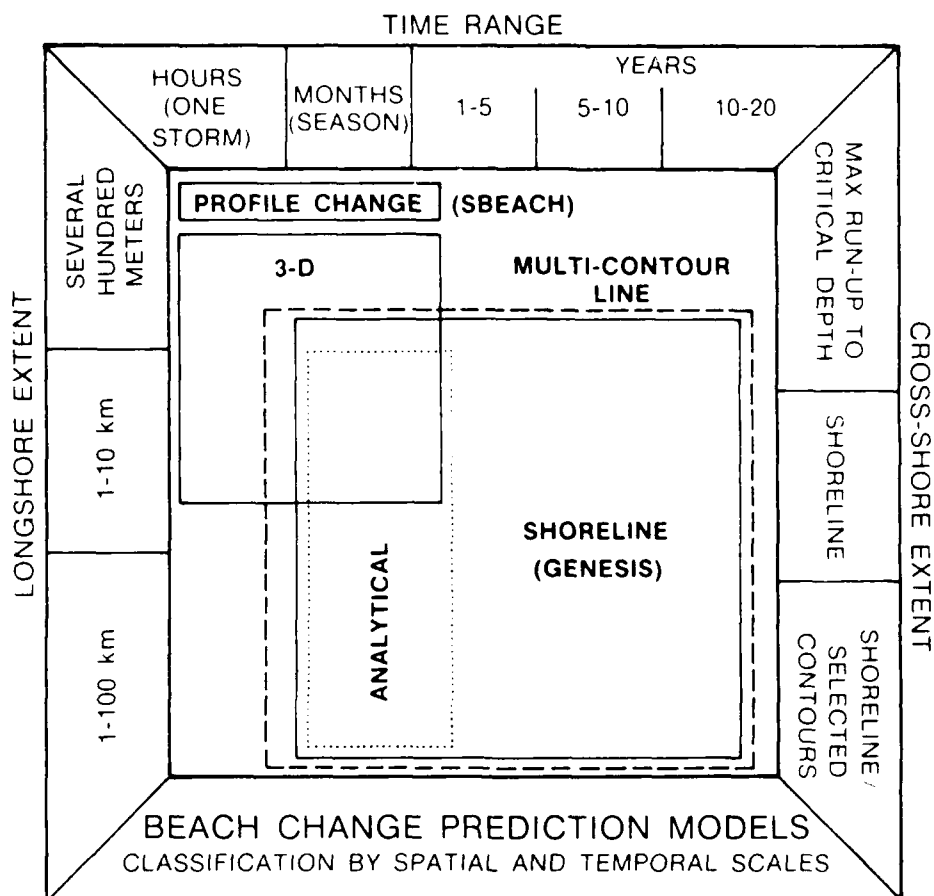 TIME RANGE
HOURS
(ONE
STORM)
MONTHS
(SEASON)
YEARS
1-5
5-10
10-20
LONGSHORE EXTENT
SEVERAL
HUNDRED
METERS
1-10 km
1-100 km
PROFILE CHANGE (SBEACH)
3-D
MULTI-CONTOUR
LINE
ANALYTICAL
SHORELINE
(GENESIS)
MAX RUN-UP TO
CRITICAL DEPTH
SHORELINE
SHORELINE /
SELECTED
CONTOURS
CROSS-SHORE EXTENT
BEACH CHANGE PREDICTION MODELS
CLASSIFICATION BY SPATIAL AND TEMPORAL SCALES